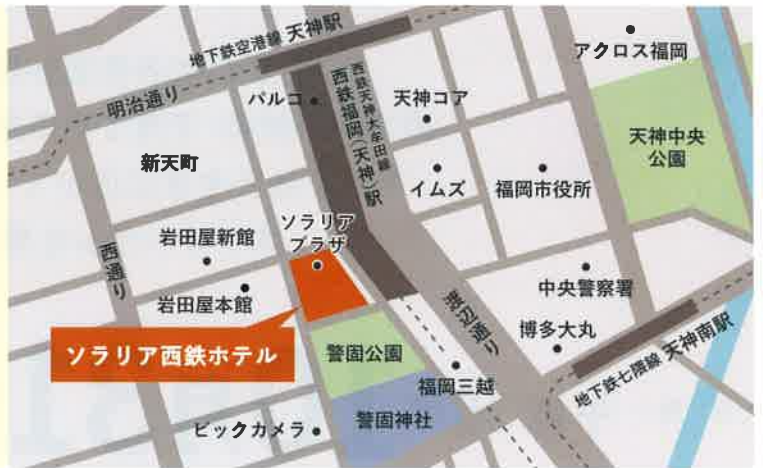 地下鉄空港線 天神駅
明治通り
パルコ
西鉄福岡(天神)駅
西鉄天神大牟田線
天神コア
アクロス福岡
天神中央
公園
新天町
イムズ
福岡市役所
ソラリア
プラザ
岩田屋新館
西通り
岩田屋本館
渡辺通り
中央警察署
博多大丸
地下鉄七隈線 天神南駅
ソラリア西鉄ホテル
警固公園
福岡三越
警固神社
ビックカメラ